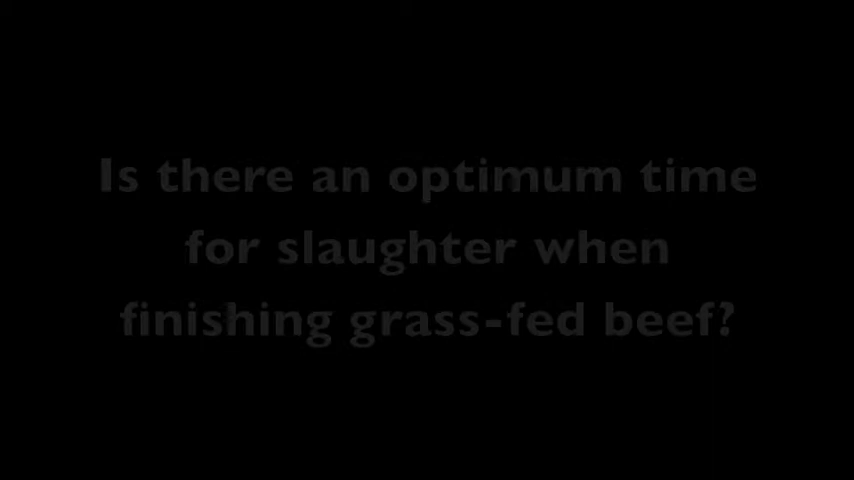 Is there an optimum time
for slaughter when
finishing grass-fed beef?